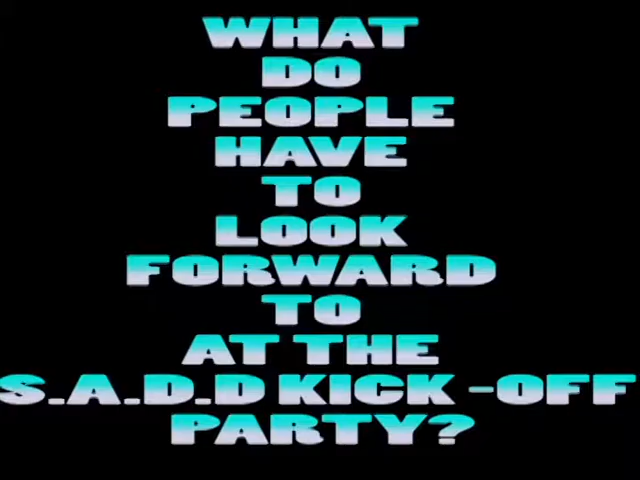 WHAT
DO
PEOPLE
HAVE
TO
LOOK
FORWARD
TO
AT THE
S.A.D.D KICK -OFF
PARTY?